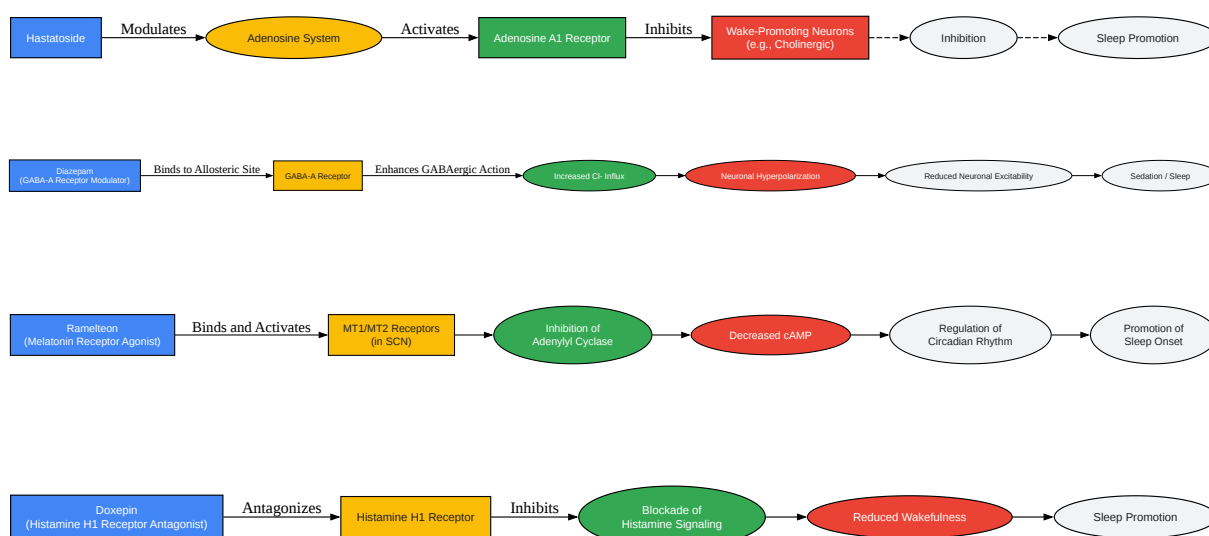 Hastatoside
Modulates
Adenosine System
Activates
Adenosine A1 Receptor
Inhibits
Wake-Promoting Neurons
(e.g., Cholinergic)
Inhibition
Sleep Promotion
Diazepam
(GABA-A Receptor Modulator)
Binds to Allosteric Site
GABA-A Receptor
Enhances GABAergic Action
Increased Cl- Influx
Neuronal Hyperpolarization
Reduced Neuronal Excitability
Sedation / Sleep
Ramelteon
(Melatonin Receptor Agonist)
Binds and Activates
MT1/MT2 Receptors
(in SCN)
Inhibition of
Adenylyl Cyclase
Decreased cAMP
Regulation of
Circadian Rhythm
Promotion of
Sleep Onset
Doxepin
(Histamine H1 Receptor Antagonist)
Antagonizes
Histamine H1 Receptor
Inhibits
Blockade of
Histamine Signaling
Reduced Wakefulness
Sleep Promotion